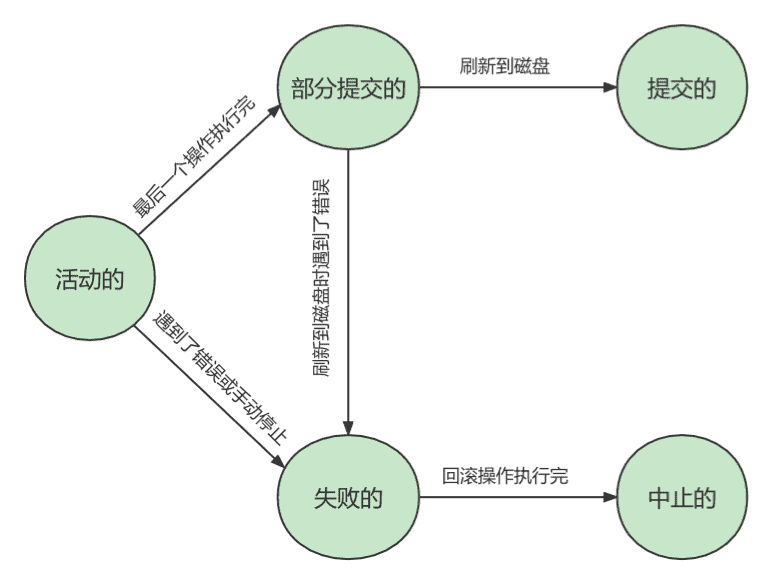 部分提交的
刷新到磁盘
提交的
最后一个操作执行完
刷新到磁盘时遇到了错误
活动的
遇到了错误或手动停止
失败的
回滚操作执行完
中止的